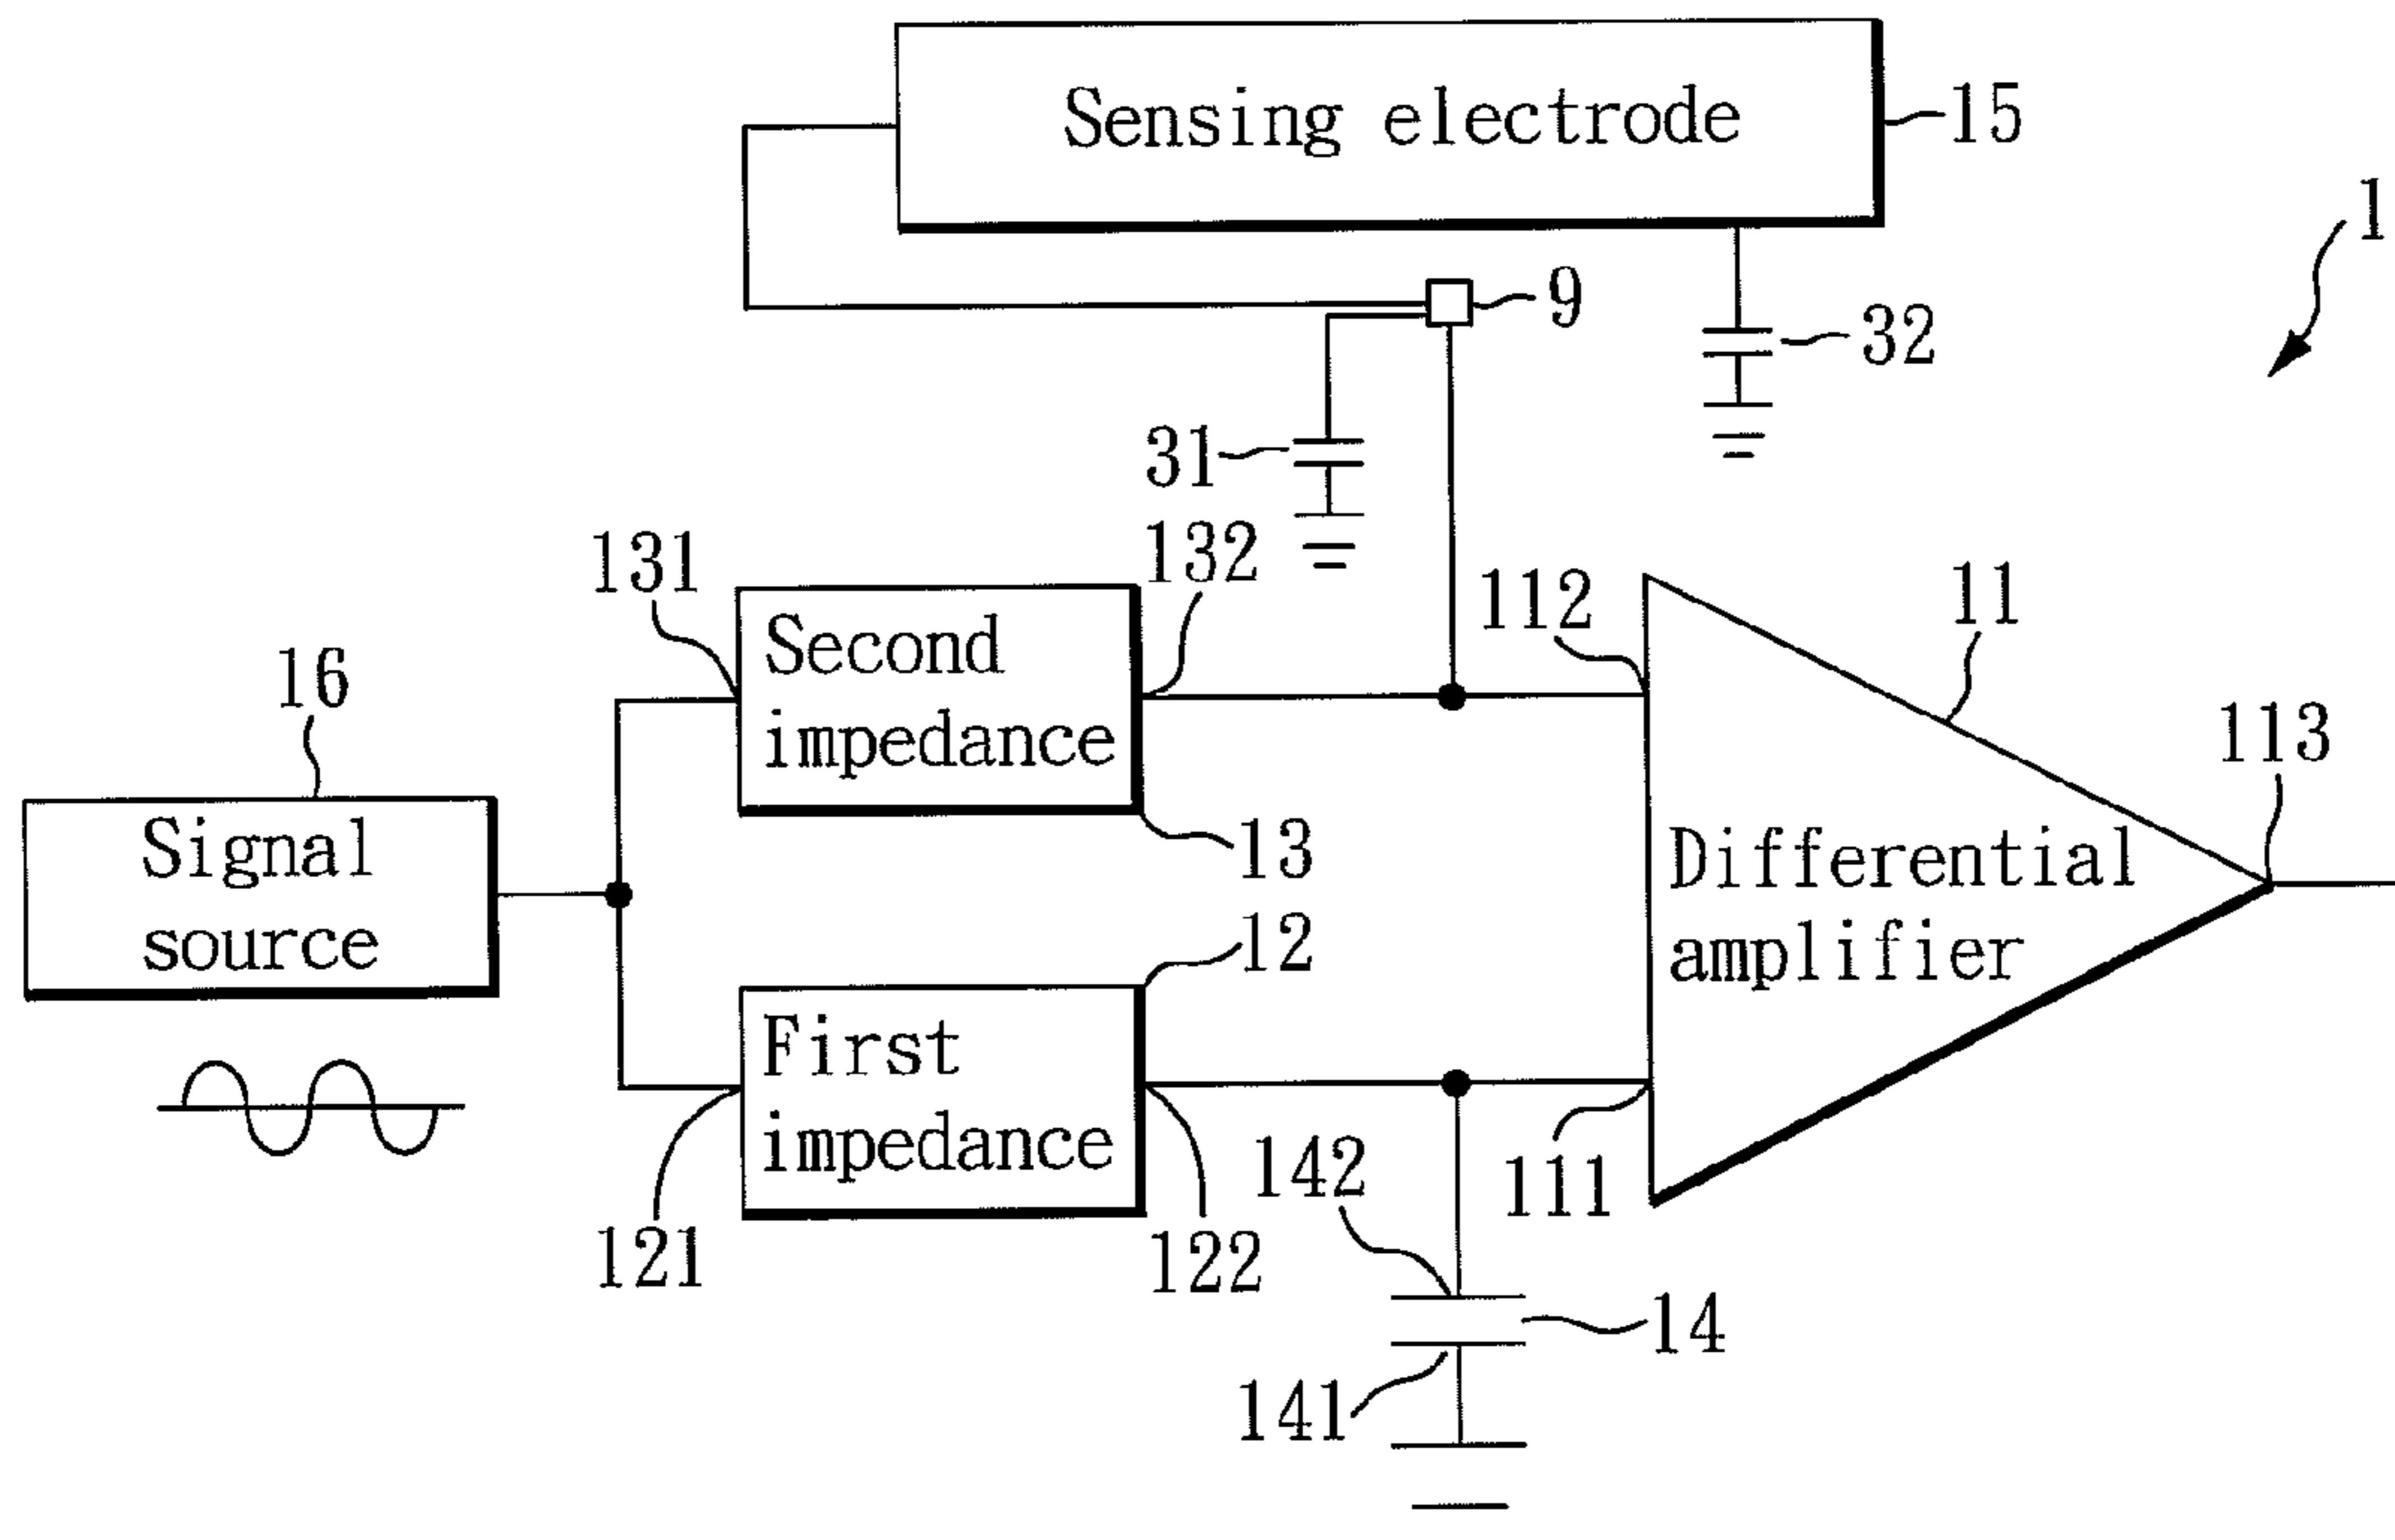 Sensing electrode
15
1
9
32
31
132
131
112
11
Second
impedance
16
113
Signal
source
13
Differential
amplifier
12
First
impedance
142
111
121
122
14
141